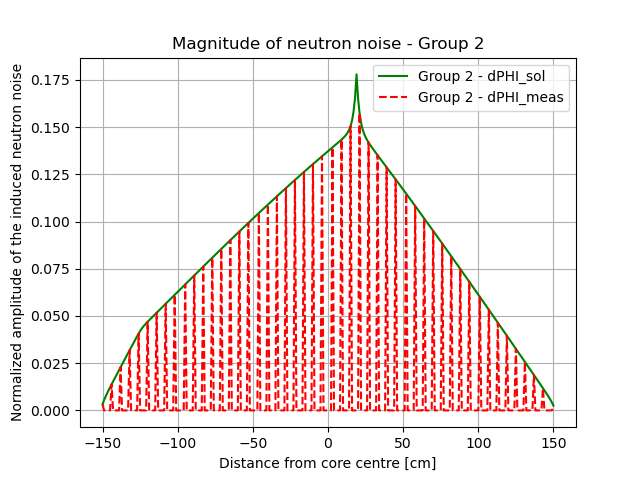 Magnitude of neutron noise - Group 2
Normalized amplitude of the induced neutron noise
0.175
0.150
0.125
0.100
0.075
0.050
0.025
0.000
Group 2 - dPHI_sol
Group 2 - dPHI_meas
−150 −100 −50 0 50 100 150
Distance from core centre [cm]